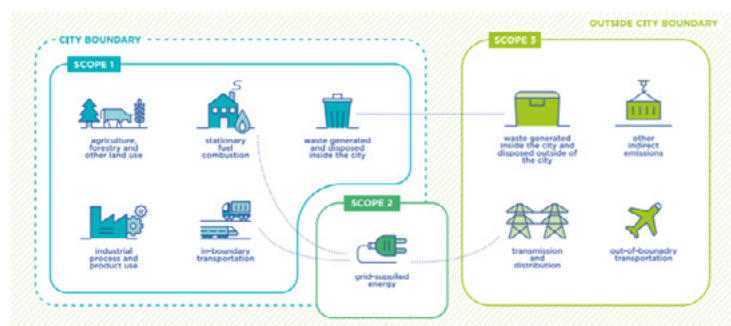 OUTSIDE CITY BOUNDARY
CITY BOUNDARY
SCOPE 1
agriculture,
forestry and
other land use
stationary
fuel
combustion
waste generated
and disposed
inside the city
industrial
process and
product use
in-boundary
transportation
SCOPE 2
grid-supplied
energy
SCOPE 3
waste generated
inside the city and
disposed outside of
the city
other
indirect
emissions
transmission
and
distribution
out-of-bounadry
transportation